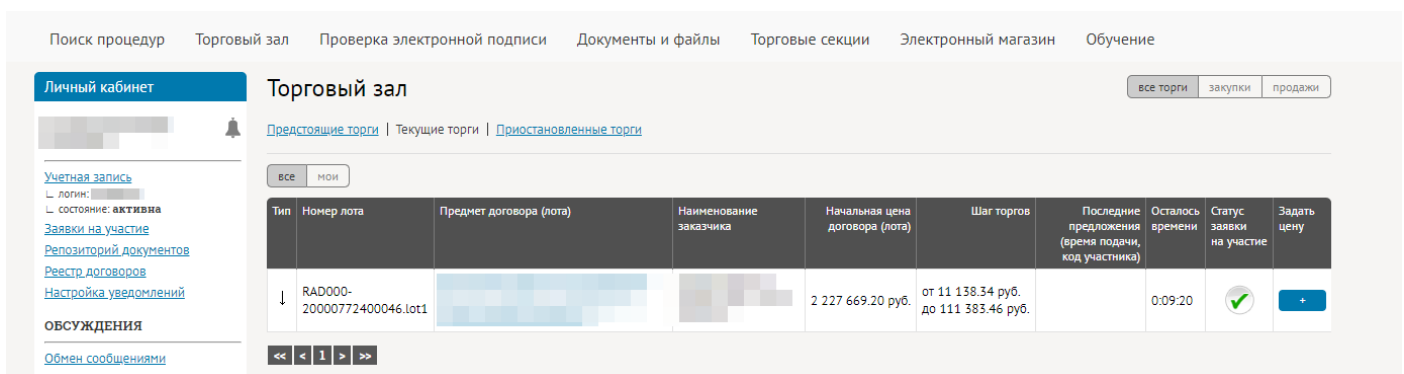 Поиск процедур Торговый зал Проверка электронной подписи Документы и файлы Торговые секции Электронный магазин Обучение
Личный кабинет
Торговый зал
все торги закупки продажи
Предстоящие торги | Текущие торги | Приостановленные торги
Учетная запись
логин:
состояние: активна
Заявки на участие
Репозиторий документов
Реестр договоров
Настройка уведомлений
ОБСУЖДЕНИЯ
Обмен сообщениями
все мои
Тип Номер лота Предмет договора (лота) Наименование
заказчика Начальная цена
договора (лота) Шаг торгов Последние
предложения
(время подачи,
код участника) Осталось
времени Статус
заявки
на участие Задать
цену
↓ RAD000-
20000772400046.lot1 2 227 669.20 руб. от 11 138.34 руб.
до 111 383.46 руб. 0:09:20 +
<< < 1 > >>